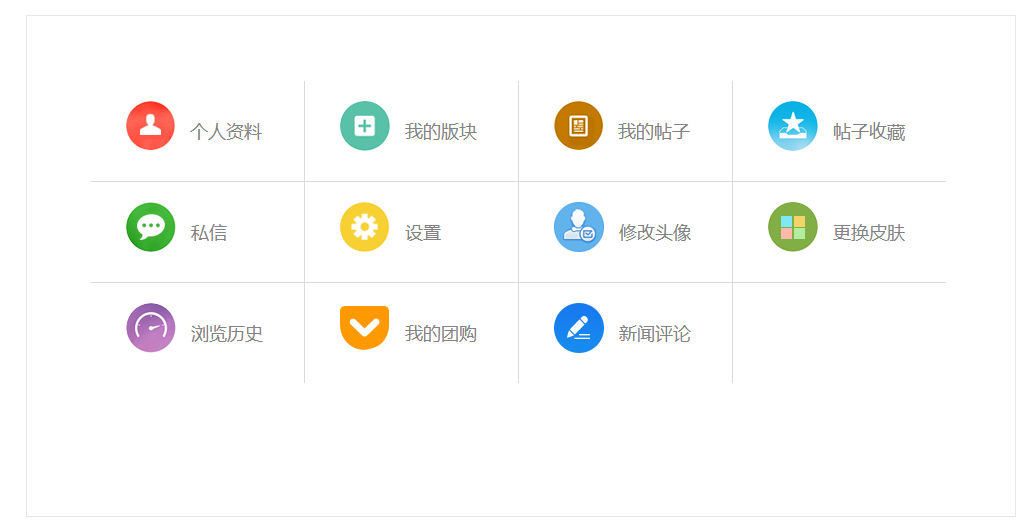 个人资料
我的版块
我的帖子
帖子收藏
私信
设置
修改头像
更换皮肤
浏览历史
我的团购
新闻评论